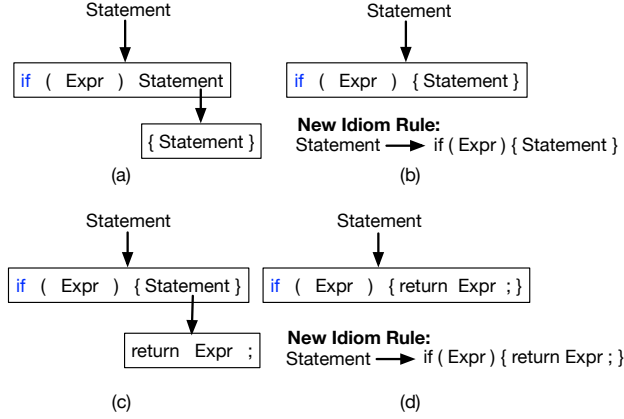 Statement
if ( Expr ) Statement
{ Statement }
(a)
Statement
if ( Expr ) { Statement }
New Idiom Rule:
Statement if ( Expr ) { Statement }
(b)
Statement
if ( Expr ) { Statement }
return Expr ;
(c)
Statement
if ( Expr ) { return Expr ; }
New Idiom Rule:
Statement if ( Expr ) { return Expr ; }
(d)